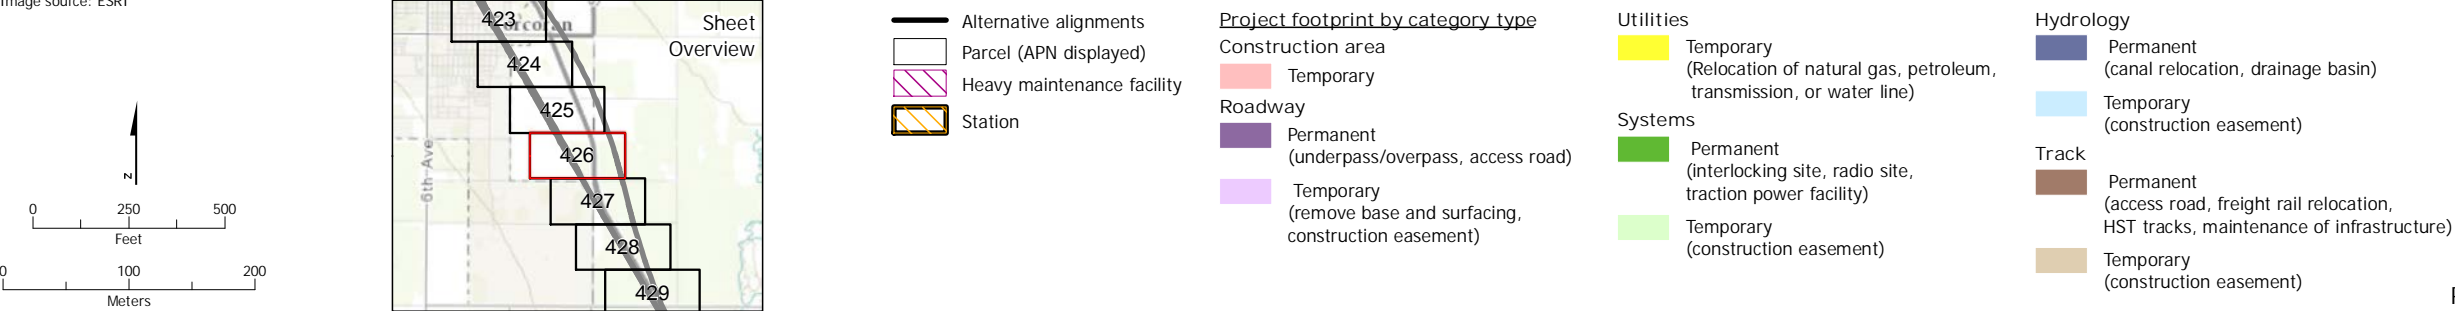 Image source: ESRI
N
0 250 500
Feet
0 100 200
Meters
Sheet
Overview
6th-Ave
423
424
425
426
427
428
429
Alternative alignments
Parcel (APN displayed)
Heavy maintenance facility
Station
Project footprint by category type
Construction area
Temporary
Roadway
Permanent
(underpass/overpass, access road)
Temporary
(remove base and surfacing,
construction easement)
Utilities
Temporary
(Relocation of natural gas, petroleum,
transmission, or water line)
Systems
Permanent
(interlocking site, radio site,
traction power facility)
Temporary
(construction easement)
Hydrology
Permanent
(canal relocation, drainage basin)
Temporary
(construction easement)
Track
Permanent
(access road, freight rail relocation,
HST tracks, maintenance of infrastructure)
Temporary
(construction easement)